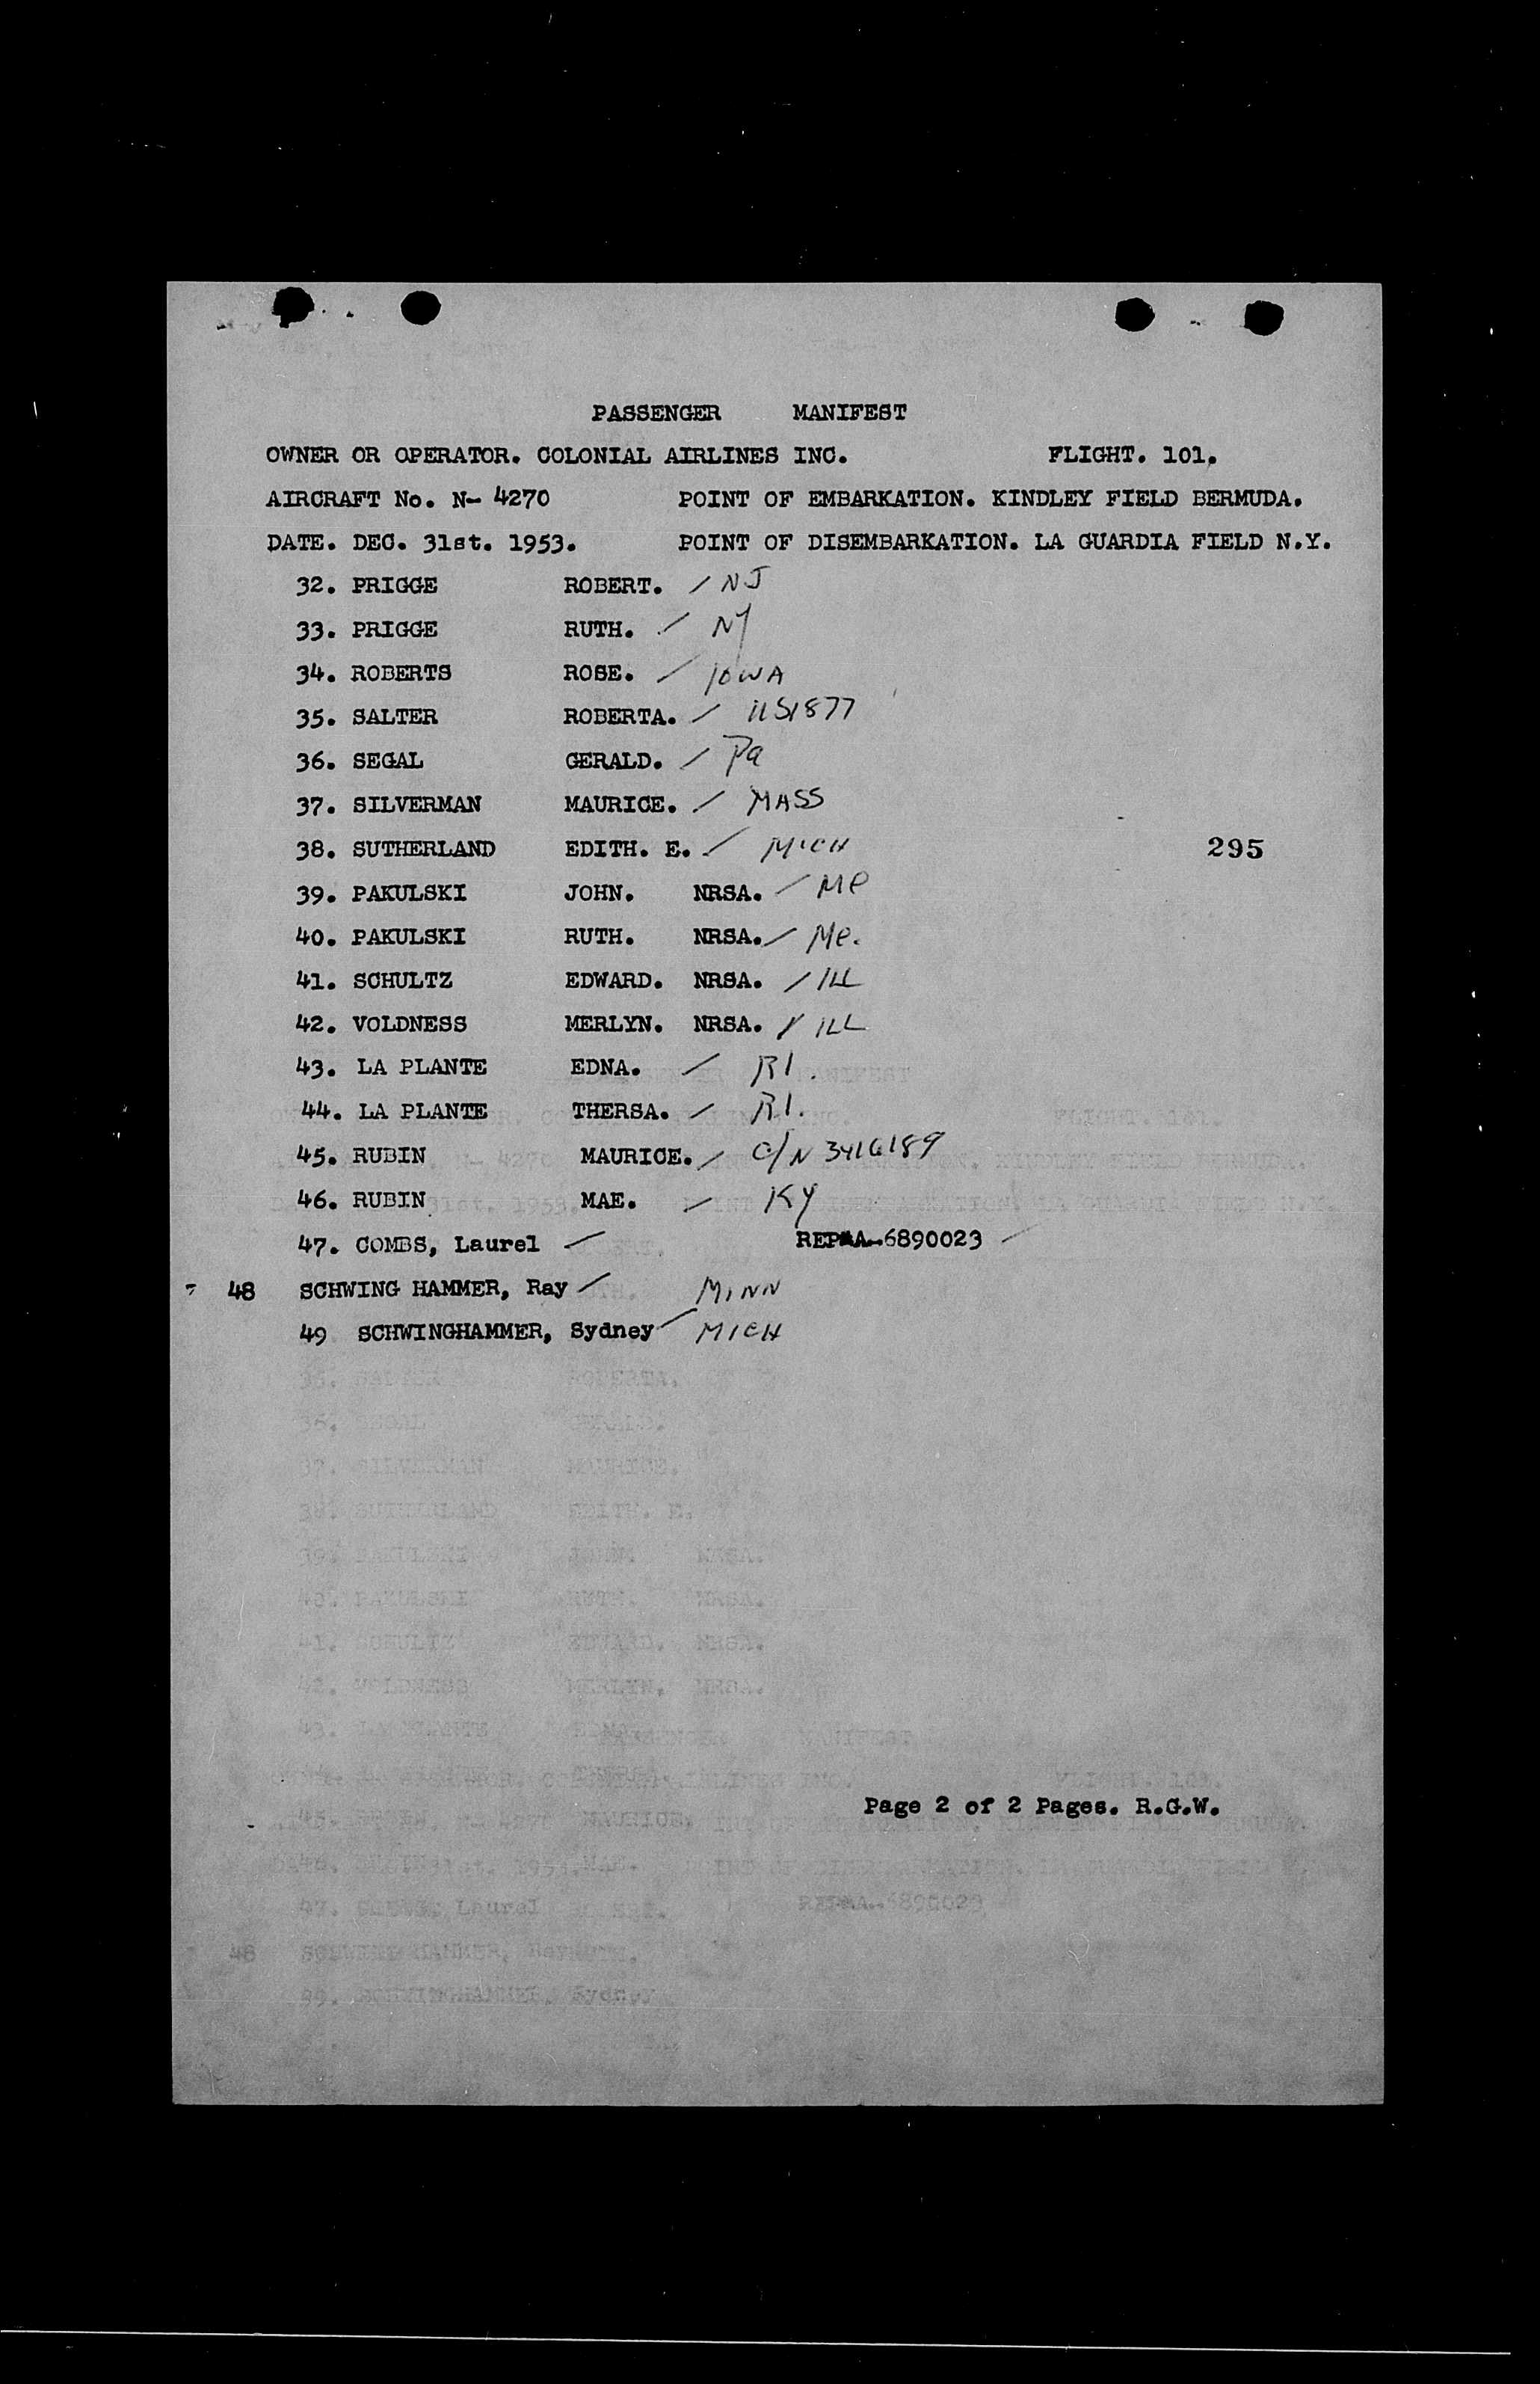 PASSENGER MANIFEST
OWNER OR OPERATOR. COLONIAL AIRLINES INC. FLIGHT. 101.
AIRCRAFT No. N- 4270 POINT OF EMBARKATION. KINDLEY FIELD BERMUDA.
DATE. DEC. 31st. 1953. POINT OF DISEMBARKATION. LA GUARDIA FIELD N.Y.
32. PRIGGE ROBERT. / NJ
33. PRIGGE RUTH. / NY
34. ROBERTS ROSE. / IOWA
35. SALTER ROBERTA. /
36. SEGAL GERALD. / Pa
37. SILVERMAN MAURICE. / MASS
38. SUTHERLAND EDITH. E. / MICH
295
39. PAKULSKI JOHN. NRSA. / Me
40. PAKULSKI RUTH. NRSA. / Me.
41. SCHULTZ EDWARD. NRSA. / ILL
42. VOLDNESS MERLYN. NRSA. / ILL
43. LA PLANTE EDNA. / RI.
44. LA PLANTE THERSA. / RI.
45. RUBIN MAURICE. / C/N 3416189
46. RUBIN MAE. / KY
47. COMBS, Laurel / 6890023 /
48 SCHWING HAMMER, Ray / MINN
49 SCHWINGHAMMER, Sydney / MICH
Page 2 of 2 Pages. R.G.W.